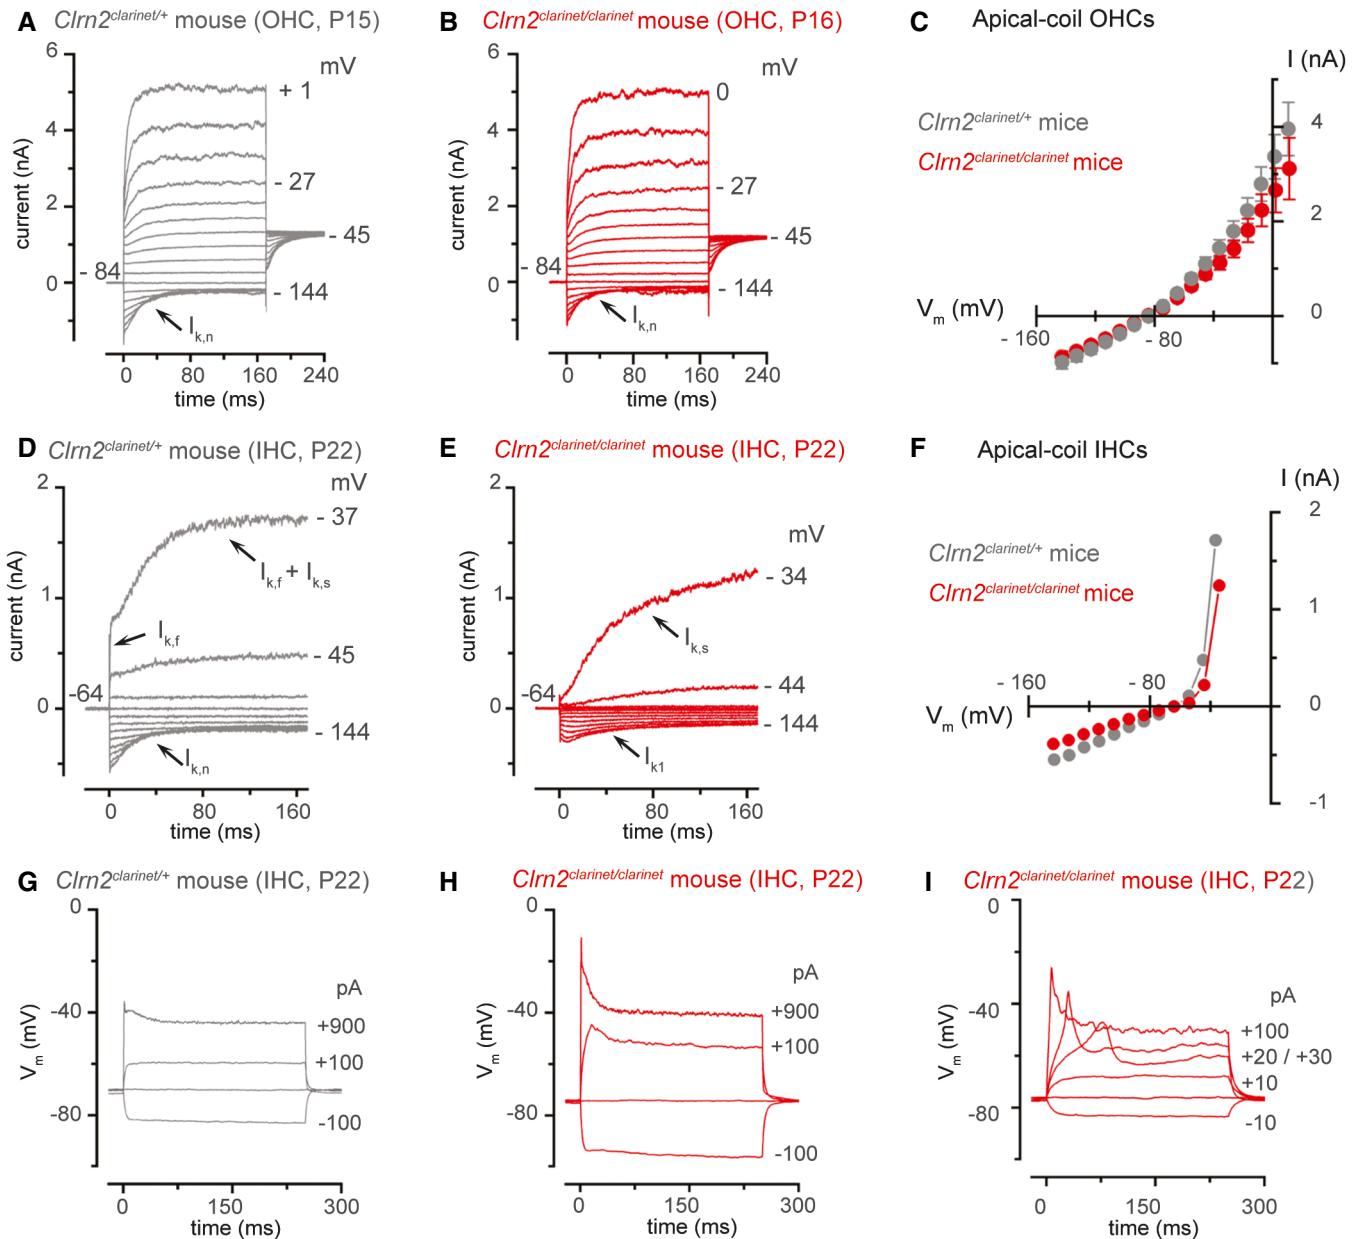 A Clrn2clarinet/+ mouse (OHC, P15)
mV
6
4
2
0
current (nA)
+ 1
- 27
- 45
- 84
- 144
Ik,n
0 80 160 240
time (ms)
B Clrn2clarinet/clarinet mouse (OHC, P16)
mV
6
4
2
0
current (nA)
0
- 27
- 45
- 84
- 144
Ik,n
0 80 160 240
time (ms)
C Apical-coil OHCs
I (nA)
Clrn2clarinet/+ mice
Clrn2clarinet/clarinet mice
4
2
0
Vm (mV)
- 160 - 80
D Clrn2clarinet/+ mouse (IHC, P22)
mV
2
1
0
current (nA)
- 37
Ik,f + Ik,s
Ik,f
- 45
-64
- 144
Ik,n
0 80 160
time (ms)
E Clrn2clarinet/clarinet mouse (IHC, P22)
mV
2
1
0
current (nA)
- 34
Ik,s
- 44
-64
- 144
Ik1
0 80 160
time (ms)
F Apical-coil IHCs
I (nA)
Clrn2clarinet/+ mice
Clrn2clarinet/clarinet mice
2
1
0
-1
- 160 - 80
Vm (mV)
G Clrn2clarinet/+ mouse (IHC, P22)
0
-40
-80
Vm (mV)
pA
+900
+100
-100
0 150 300
time (ms)
H Clrn2clarinet/clarinet mouse (IHC, P22)
0
-40
-80
Vm (mV)
pA
+900
+100
-100
0 150 300
time (ms)
I Clrn2clarinet/clarinet mouse (IHC, P22)
0
-40
-80
Vm (mV)
pA
+100
+20 / +30
+10
-10
0 150 300
time (ms)